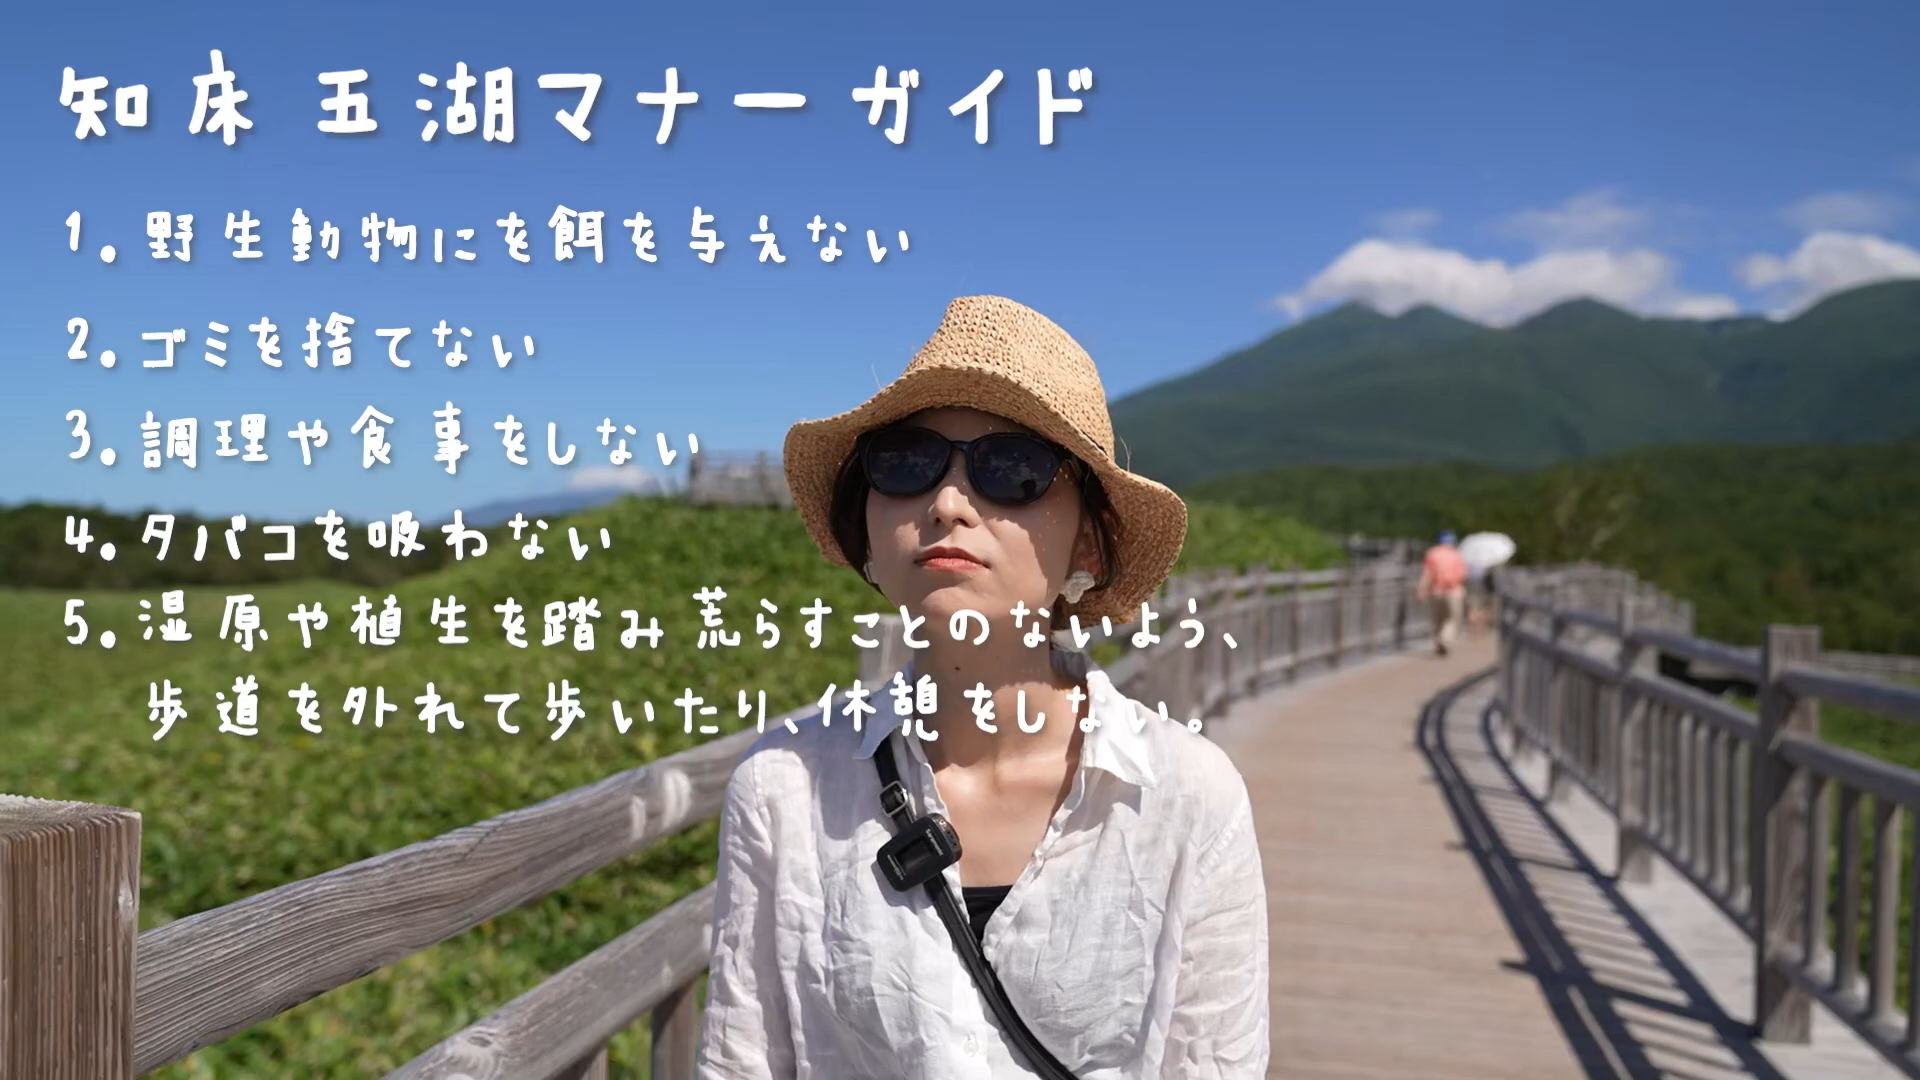 知床五湖マナーガイド
1. 野生動物にを餌を与えない
2. ゴミを捨てない
3. 調理や食事をしない
4. タバコを吸わない
5. 湿原や植生を踏み荒らすことのないよう、
歩道を外れて歩いたり、休憩をしない。